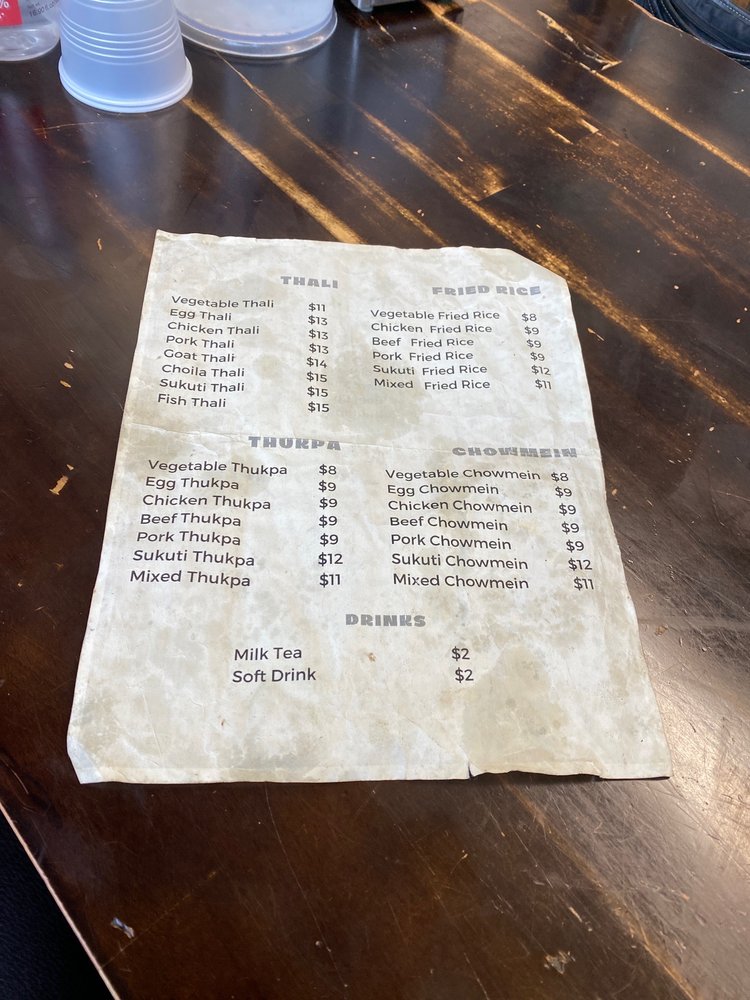 THALI
Vegetable Thali $11
Egg Thali $13
Chicken Thali $13
Pork Thali $13
Goat Thali $14
Choila Thali $15
Sukuti Thali $15
Fish Thali $15
FRIED RICE
Vegetable Fried Rice $8
Chicken Fried Rice $9
Beef Fried Rice $9
Pork Fried Rice $9
Sukuti Fried Rice $12
Mixed Fried Rice $11
THUKPA
Vegetable Thukpa $8
Egg Thukpa $9
Chicken Thukpa $9
Beef Thukpa $9
Pork Thukpa $9
Sukuti Thukpa $12
Mixed Thukpa $11
CHOWMEIN
Vegetable Chowmein $8
Egg Chowmein $9
Chicken Chowmein $9
Beef Chowmein $9
Pork Chowmein $9
Sukuti Chowmein $12
Mixed Chowmein $11
DRINKS
Milk Tea $2
Soft Drink $2